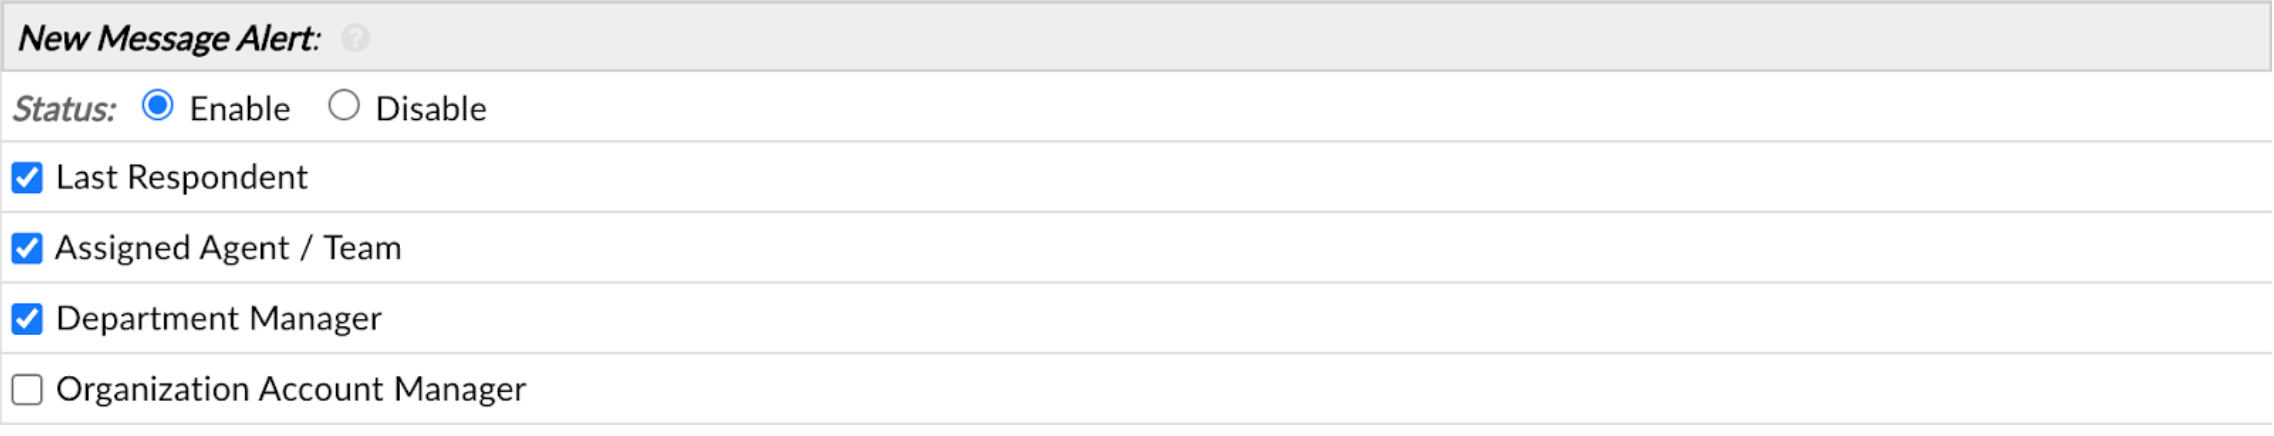 New Message Alert: ?
Status: Enable Disable
Last Respondent
Assigned Agent / Team
Department Manager
Organization Account Manager